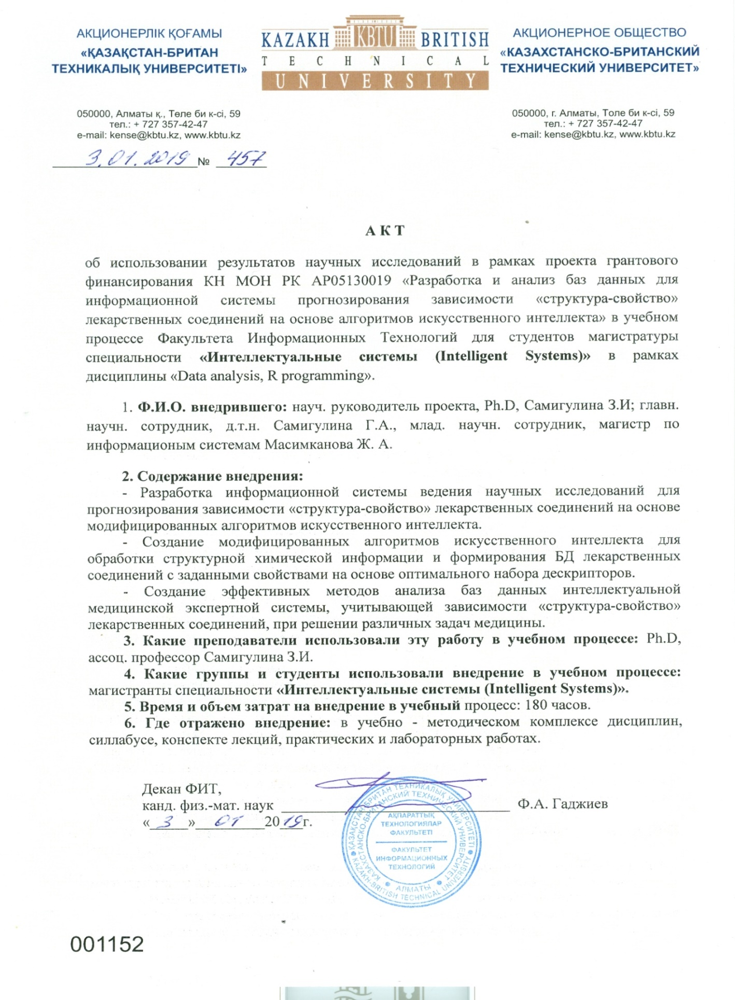 АКЦИОНЕРЛІК ҚОҒАМЫ
«ҚАЗАҚСТАН-БРИТАН
ТЕХНИКАЛЫҚ УНИВЕРСИТЕТІ»
KAZAKH KBTU BRITISH
TECHNICAL
UNIVERSITY
АКЦИОНЕРНОЕ ОБЩЕСТВО
«КАЗАХСТАНСКО-БРИТАНСКИЙ
ТЕХНИЧЕСКИЙ УНИВЕРСИТЕТ»
050000, Алматы қ., Төле би к-сі, 59
тел.: + 727 357-42-47
e-mail: kense@kbtu.kz, www.kbtu.kz
050000, г. Алматы, Толе би к-сі, 59
тел.: + 727 357-42-47
e-mail: kense@kbtu.kz, www.kbtu.kz
3.01.2019 № 457
А К Т
об использовании результатов научных исследований в рамках проекта грантового
финансирования КН МОН РК АР05130019 «Разработка и анализ баз данных для
информационной системы прогнозирования зависимости «структура-свойство»
лекарственных соединений на основе алгоритмов искусственного интеллекта» в учебном
процессе Факультета Информационных Технологий для студентов магистратуры
специальности «Интеллектуальные системы (Intelligent Systems)» в рамках
дисциплины «Data analysis, R programming».
1. Ф.И.О. внедрившего: науч. руководитель проекта, Ph.D, Самигулина З.И; главн.
научн. сотрудник, д.т.н. Самигулина Г.А., млад. научн. сотрудник, магистр по
информационым системам Масимканова Ж. А.
2. Содержание внедрения:
- Разработка информационной системы ведения научных исследований для
прогнозирования зависимости «структура-свойство» лекарственных соединений на основе
модифицированных алгоритмов искусственного интеллекта.
- Создание модифицированных алгоритмов искусственного интеллекта для
обработки структурной химической информации и формирования БД лекарственных
соединений с заданными свойствами на основе оптимального набора дескрипторов.
- Создание эффективных методов анализа баз данных интеллектуальной
медицинской экспертной системы, учитывающей зависимости «структура-свойство»
лекарственных соединений, при решении различных задач медицины.
3. Какие преподаватели использовали эту работу в учебном процессе: Ph.D,
ассоц. профессор Самигулина З.И.
4. Какие группы и студенты использовали внедрение в учебном процессе:
магистранты специальности «Интеллектуальные системы (Intelligent Systems)».
5. Время и объем затрат на внедрение в учебный процесс: 180 часов.
6. Где отражено внедрение: в учебно - методическом комплексе дисциплин,
силлабусе, конспекте лекций, практических и лабораторных работах.
Декан ФИТ,
канд. физ.-мат. наук Ф.А. Гаджиев
«3» 01 2019г.
ҚАЗАҚСТАН-БРИТАН ТЕХНИКАЛЫҚ УНИВЕРСИТЕТІ
КАЗАХСТАНСКО-БРИТАНСКИЙ ТЕХНИЧЕСКИЙ УНИВЕРСИТЕТ
АҚПАРАТТЫҚ
ТЕХНОЛОГИЯЛАР
ФАКУЛЬТЕТІ
ФАКУЛЬТЕТ
ИНФОРМАЦИОННЫХ
ТЕХНОЛОГИЙ
АЛМАТЫ
KAZAKH-BRITISH TECHNICAL UNIVERSITY
001152